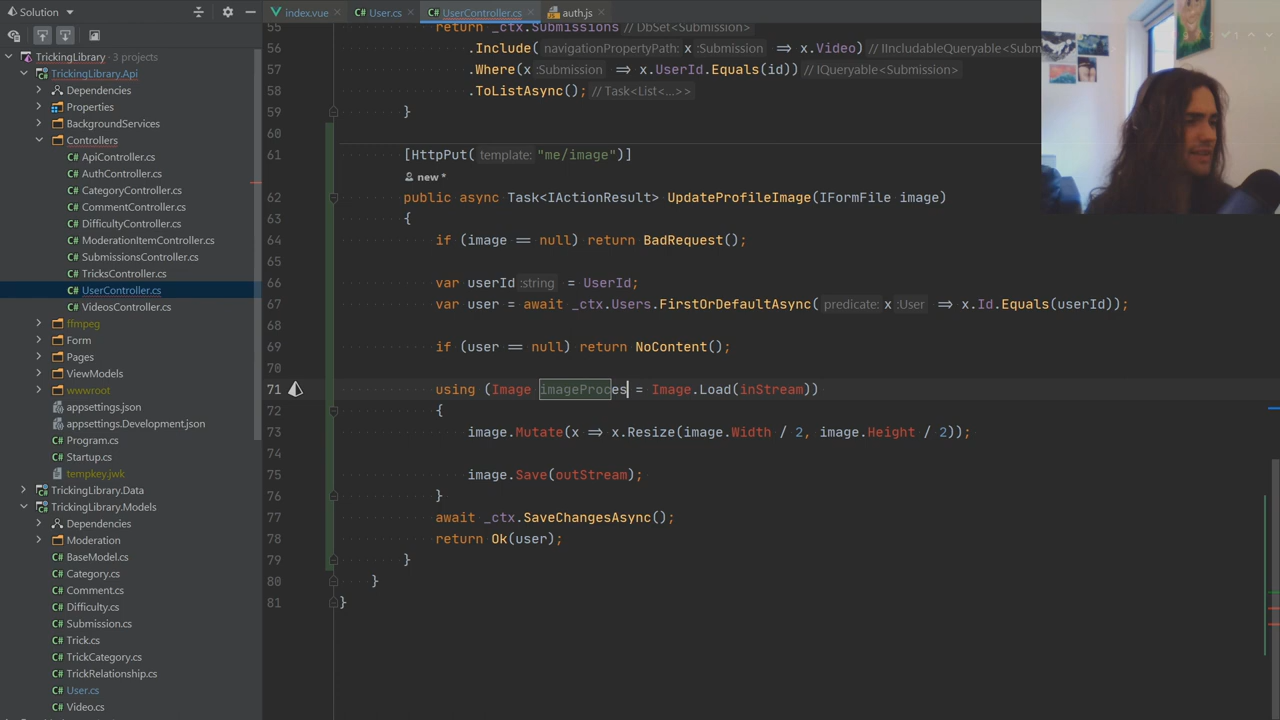 Solution
index.vue
User.cs
UserController.cs
auth.js
TrickingLibrary 3 projects
TrickingLibrary.Api
Dependencies
Properties
BackgroundServices
Controllers
ApiController.cs
AuthController.cs
CategoryController.cs
CommentController.cs
DifficultyController.cs
ModerationItemController.cs
SubmissionsController.cs
TricksController.cs
UserController.cs
VideosController.cs
ffmpeg
Form
Pages
ViewModels
wwwroot
appsettings.json
appsettings.Development.json
Program.cs
Startup.cs
tempkey.jwk
TrickingLibrary.Data
TrickingLibrary.Models
Dependencies
Moderation
BaseModel.cs
Category.cs
Comment.cs
Difficulty.cs
Submission.cs
Trick.cs
TrickCategory.cs
TrickRelationship.cs
User.cs
Video.cs
55 return _ctx.Submissions // DbSet<Submission>
56 .Include( navigationPropertyPath: x :Submission => x.Video) // IIncludableQueryable<Subm
57 .Where(x :Submission => x.UserId.Equals(id)) // IQueryable<Submission>
58 .ToListAsync(); // Task<List<...>>
59 }
60
61 [HttpPut( template: "me/image")]
new *
62 public async Task<IActionResult> UpdateProfileImage(IFormFile image)
63 {
64 if (image == null) return BadRequest();
65
66 var userId :string = UserId;
67 var user = await _ctx.Users.FirstOrDefaultAsync( predicate: x :User => x.Id.Equals(userId));
68
69 if (user == null) return NoContent();
70
71 using (Image imageProces = Image.Load(inStream))
72 {
73 image.Mutate(x => x.Resize(image.Width / 2, image.Height / 2));
74
75 image.Save(outStream);
76 }
77 await _ctx.SaveChangesAsync();
78 return Ok(user);
79 }
80 }
81 }